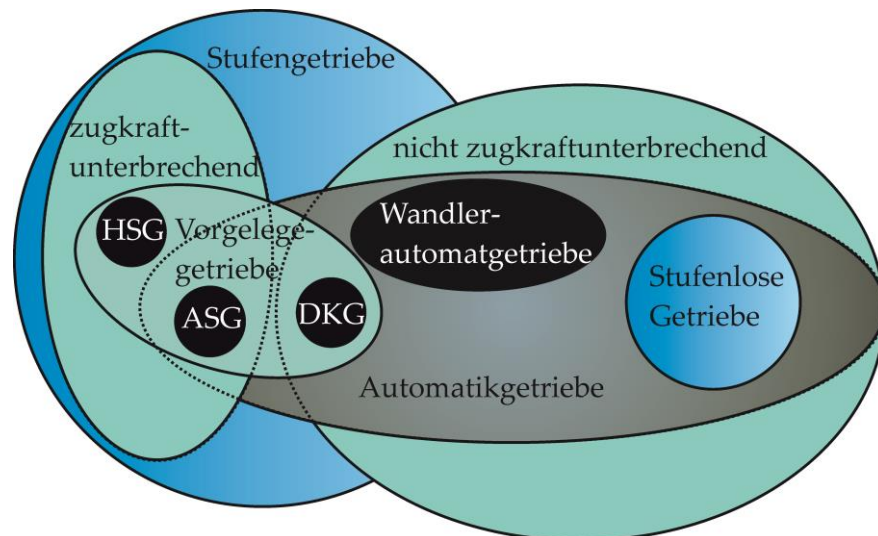 Stufengetriebe
zugkraft-
unterbrechend
nicht zugkraftunterbrechend
HSG
Vorgelege-
getriebe
ASG
DKG
Wandler-
automatgetriebe
Stufenlose
Getriebe
Automatikgetriebe